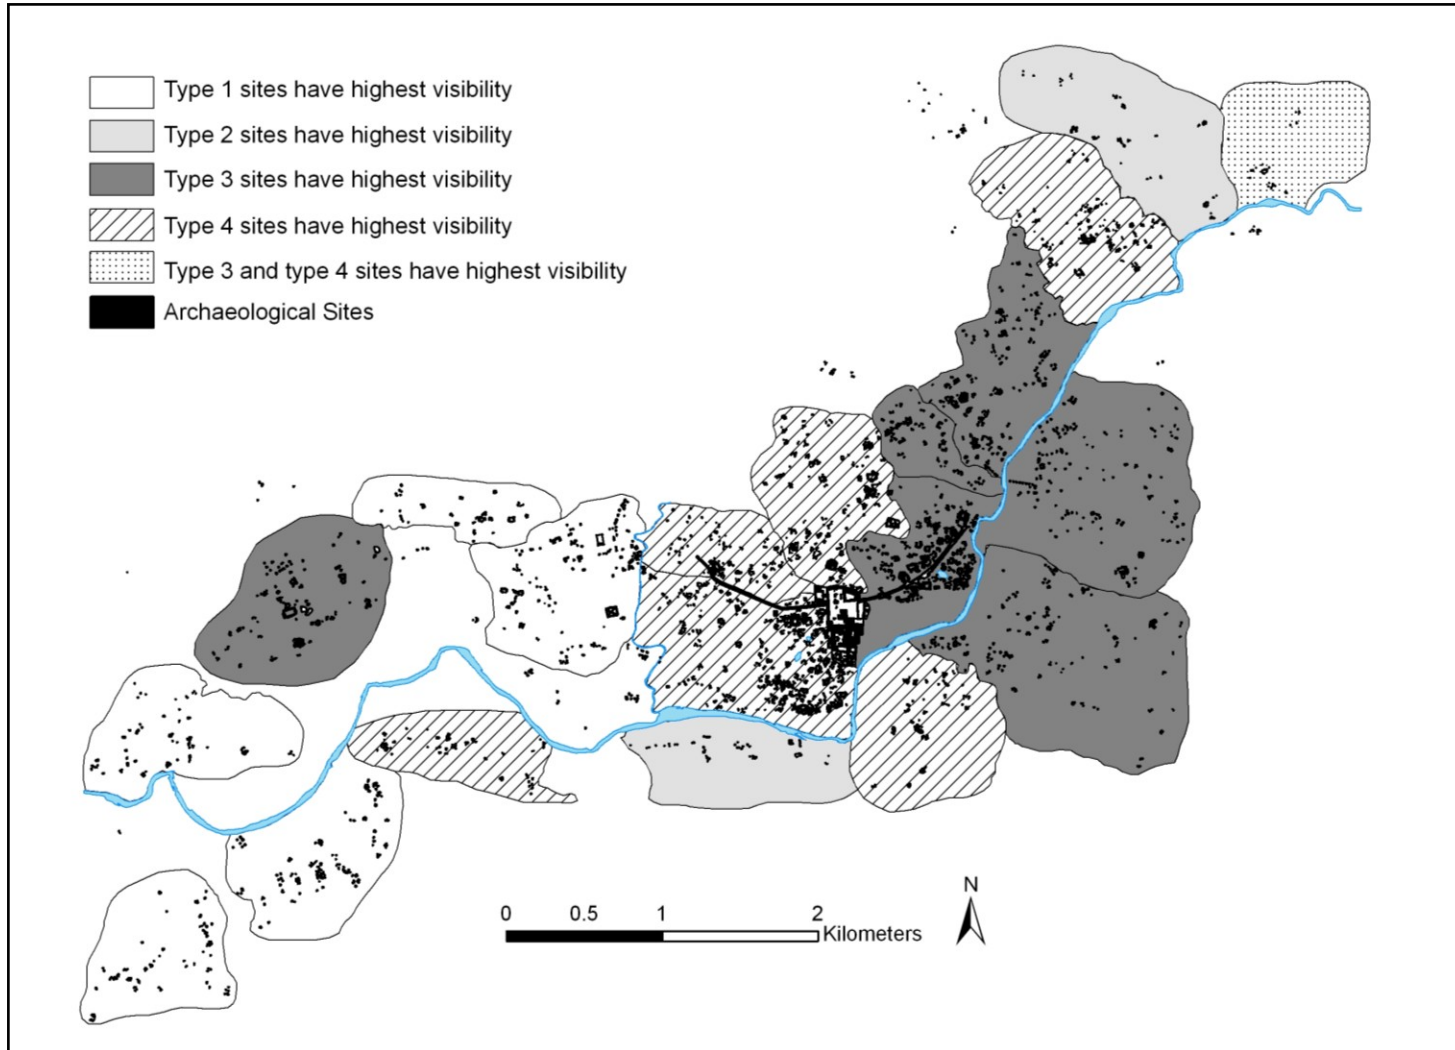 Type 1 sites have highest visibility
Type 2 sites have highest visibility
Type 3 sites have highest visibility
Type 4 sites have highest visibility
Type 3 and type 4 sites have highest visibility
Archaeological Sites
N
0 0.5 1 2
Kilometers